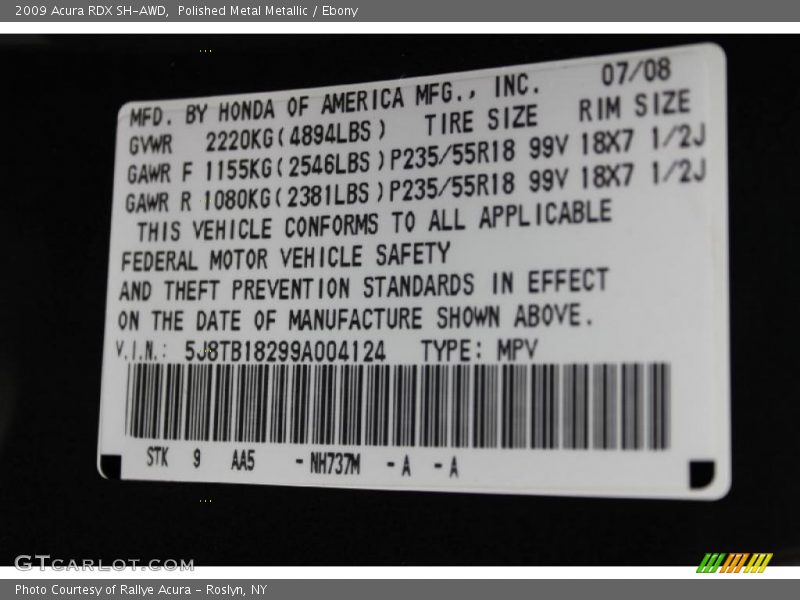 2009 Acura RDX SH-AWD, Polished Metal Metallic / Ebony
MFD. BY HONDA OF AMERICA MFG., INC. 07/08
GVWR 2220KG(4894LBS) TIRE SIZE RIM SIZE
GAWR F 1155KG(2546LBS)P235/55R18 99V 18X7 1/2J
GAWR R 1080KG(2381LBS)P235/55R18 99V 18X7 1/2J
THIS VEHICLE CONFORMS TO ALL APPLICABLE
FEDERAL MOTOR VEHICLE SAFETY
AND THEFT PREVENTION STANDARDS IN EFFECT
ON THE DATE OF MANUFACTURE SHOWN ABOVE.
V.I.N.: 5J8TB18299A004124 TYPE: MPV
STK 9 AA5 -NH737M -A -A
GTCARLOT.COM
Photo Courtesy of Rallye Acura - Roslyn, NY